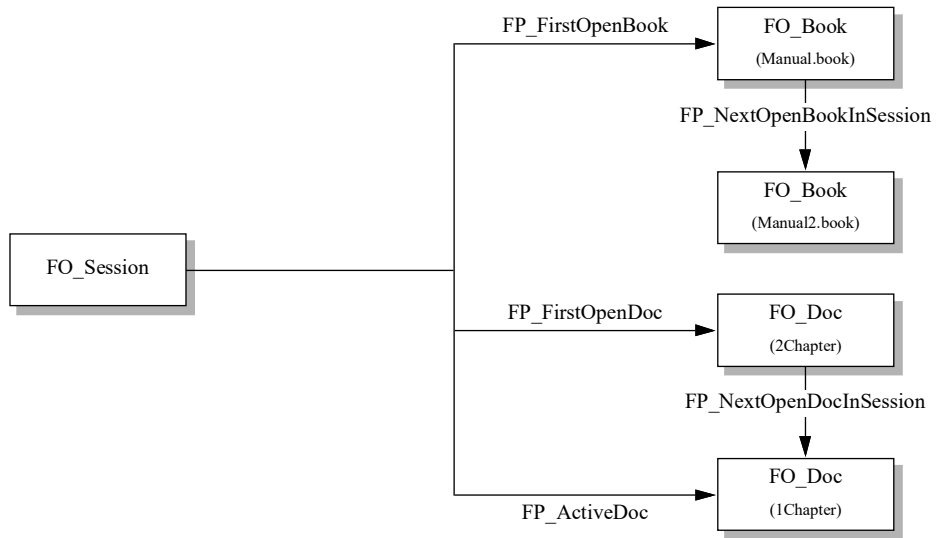 FP_FirstOpenBook
FO_Book
(Manual.book)
FP_NextOpenBookInSession
FO_Book
(Manual2.book)
FO_Session
FP_FirstOpenDoc
FO_Doc
(2Chapter)
FP_NextOpenDocInSession
FO_Doc
(1Chapter)
FP_ActiveDoc